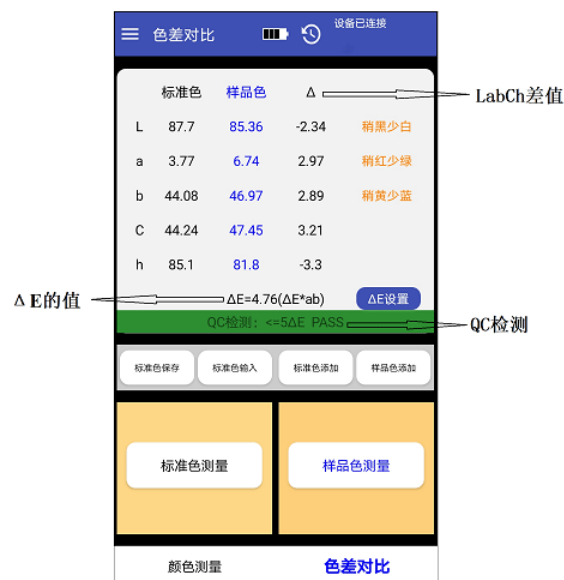 设备已连接
色差对比
标准色 样品色 Δ
LabCh差值
L 87.7 85.36 -2.34 稍黑少白
a 3.77 6.74 2.97 稍红少绿
b 44.08 46.97 2.89 稍黄少蓝
C 44.24 47.45 3.21
h 85.1 81.8 -3.3
ΔE的值
ΔE=4.76(ΔE*ab) ΔE设置
QC检测：<=5ΔE PASS
QC检测
标准色保存 标准色输入 标准色添加 样品色添加
标准色测量 样品色测量
颜色测量 色差对比